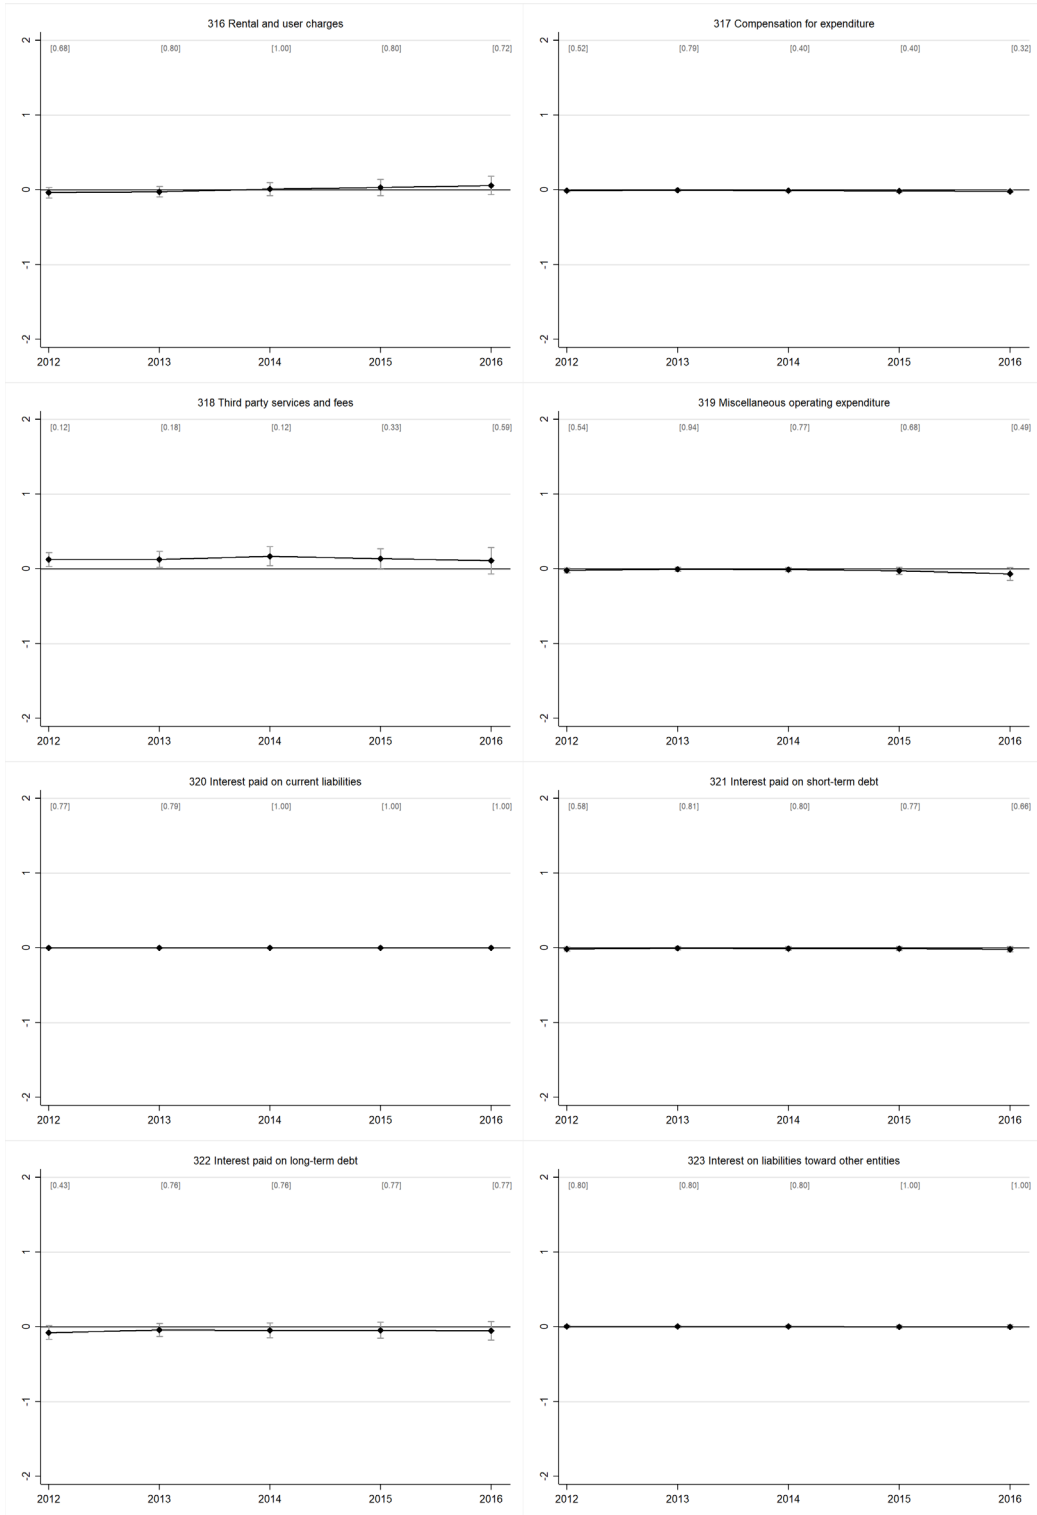 316 Rental and user charges
2
[0.68] [0.80] [1.00] [0.80] [0.72]
1
0
-1
-2
2012 2013 2014 2015 2016
317 Compensation for expenditure
2
[0.52] [0.79] [0.40] [0.40] [0.32]
1
0
-1
-2
2012 2013 2014 2015 2016
318 Third party services and fees
2
[0.12] [0.18] [0.12] [0.33] [0.59]
1
0
-1
-2
2012 2013 2014 2015 2016
319 Miscellaneous operating expenditure
2
[0.54] [0.94] [0.77] [0.68] [0.49]
1
0
-1
-2
2012 2013 2014 2015 2016
320 Interest paid on current liabilities
2
[0.77] [0.79] [1.00] [1.00] [1.00]
1
0
-1
-2
2012 2013 2014 2015 2016
321 Interest paid on short-term debt
2
[0.58] [0.81] [0.80] [0.77] [0.66]
1
0
-1
-2
2012 2013 2014 2015 2016
322 Interest paid on long-term debt
2
[0.43] [0.76] [0.76] [0.77] [0.77]
1
0
-1
-2
2012 2013 2014 2015 2016
323 Interest on liabilities toward other entities
2
[0.80] [0.80] [0.80] [1.00] [1.00]
1
0
-1
-2
2012 2013 2014 2015 2016